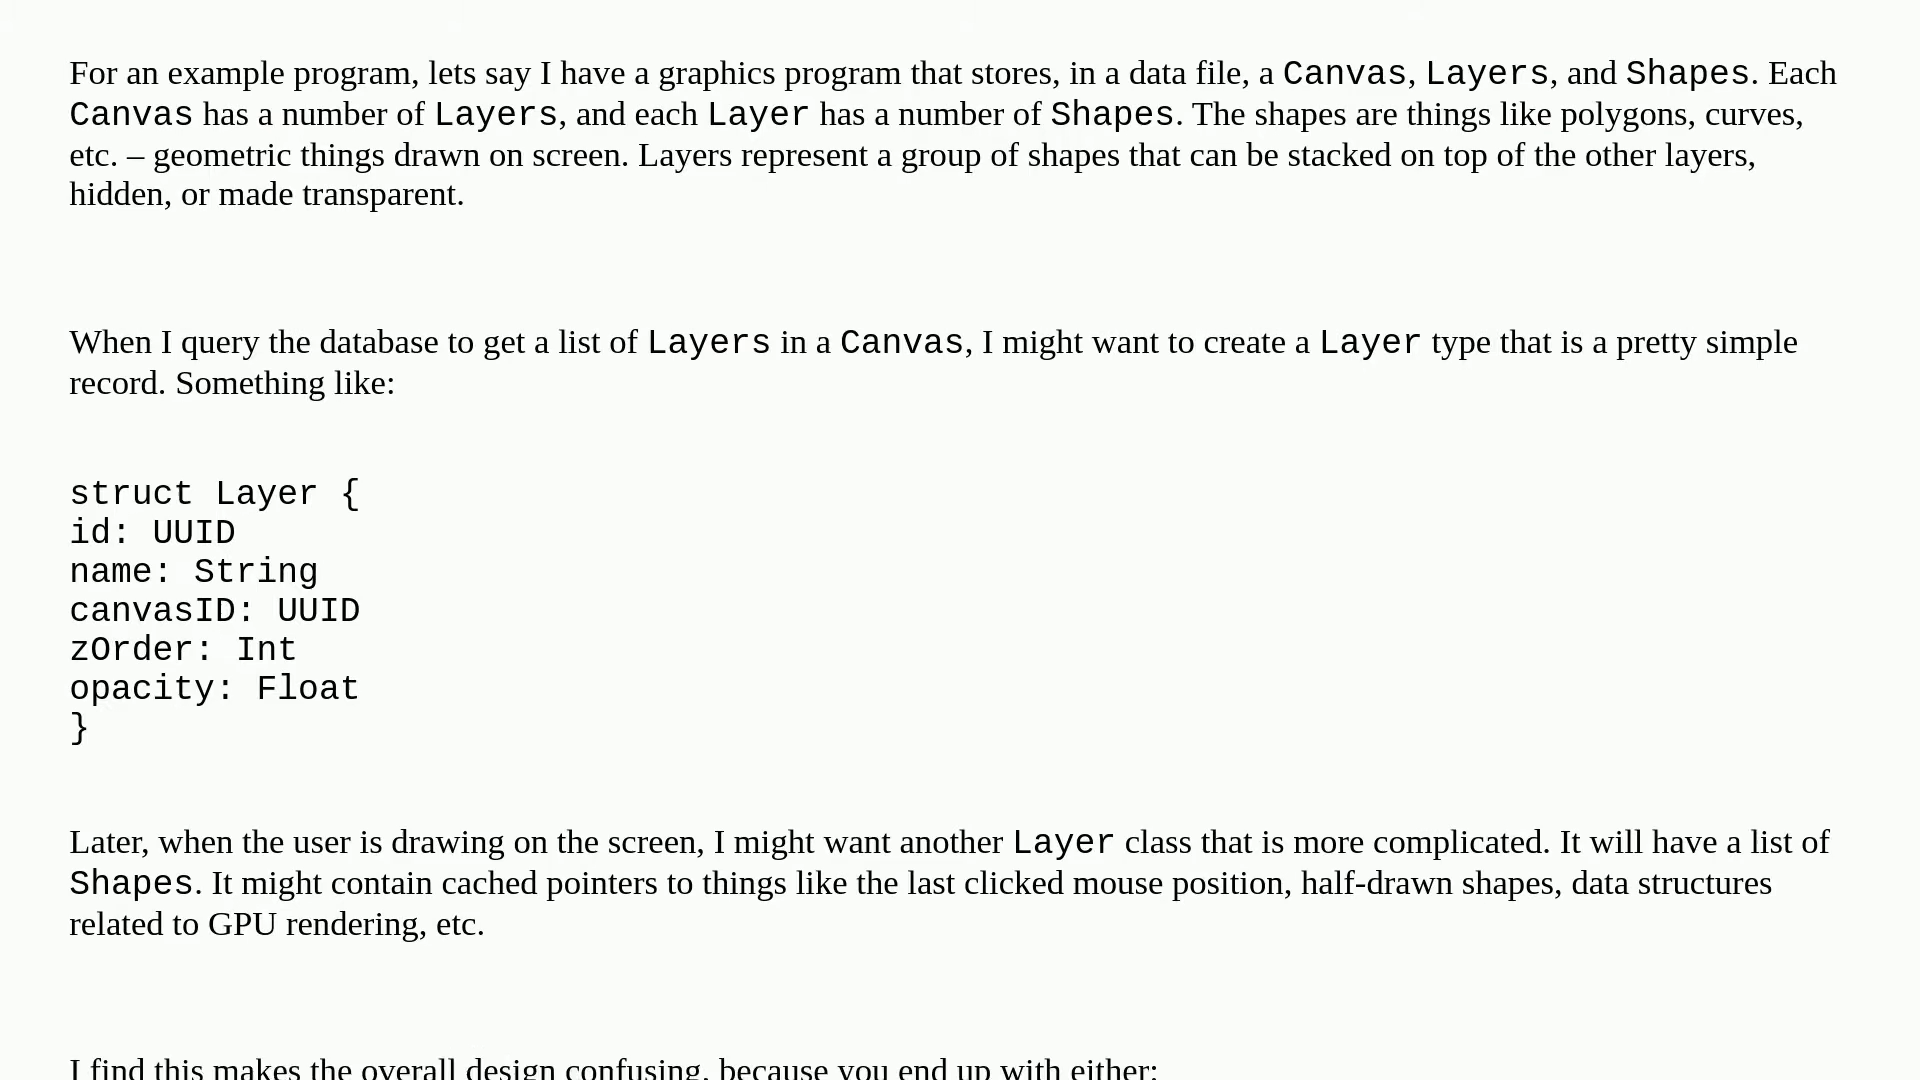 For an example program, lets say I have a graphics program that stores, in a data file, a Canvas, Layers, and Shapes. Each
Canvas has a number of Layers, and each Layer has a number of Shapes. The shapes are things like polygons, curves,
etc. – geometric things drawn on screen. Layers represent a group of shapes that can be stacked on top of the other layers,
hidden, or made transparent.
When I query the database to get a list of Layers in a Canvas, I might want to create a Layer type that is a pretty simple
record. Something like:
struct Layer {
id: UUID
name: String
canvasID: UUID
zOrder: Int
opacity: Float
}
Later, when the user is drawing on the screen, I might want another Layer class that is more complicated. It will have a list of
Shapes. It might contain cached pointers to things like the last clicked mouse position, half-drawn shapes, data structures
related to GPU rendering, etc.
I find this makes the overall design confusing, because you end up with either: